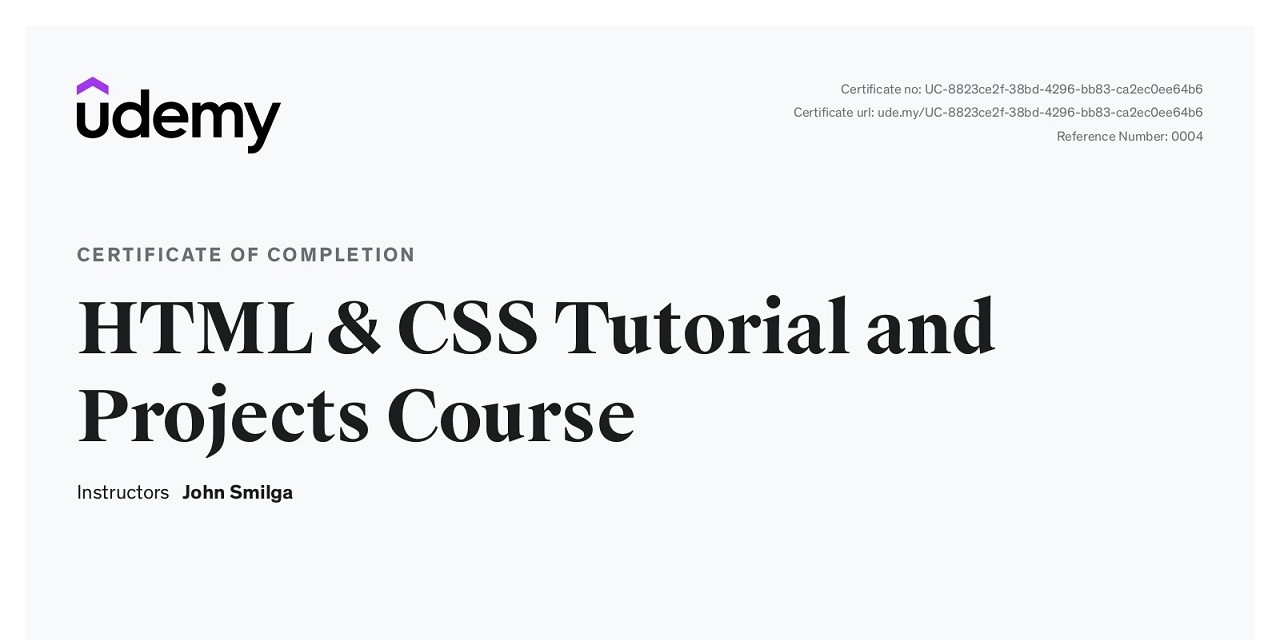 udemy
Certificate no: UC-8823ce2f-38bd-4296-bb83-ca2ec0ee64b6
Certificate url: ude.my/UC-8823ce2f-38bd-4296-bb83-ca2ec0ee64b6
Reference Number: 0004
CERTIFICATE OF COMPLETION
HTML & CSS Tutorial and
Projects Course
Instructors John Smilga